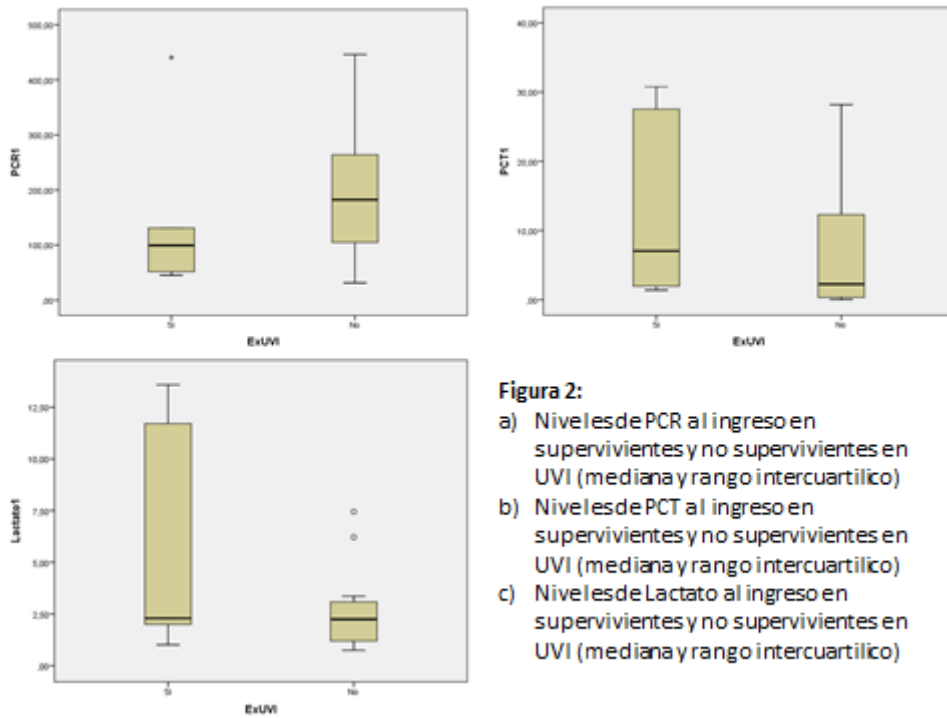 500,00
400,00
300,00
200,00
100,00
,00
PCR1
Si
No
ExUVI
40,00
30,00
20,00
10,00
,00
PCT1
Si
No
ExUVI
12,50
10,00
7,50
5,00
2,50
,00
Lactato1
Si
No
ExUVI
Figura 2:
a) Niveles de PCR al ingreso en
supervivientes y no supervivientes en
UVI (mediana y rango intercuartilico)
b) Niveles de PCT al ingreso en
supervivientes y no supervivientes en
UVI (mediana y rango intercuartilico)
c) Niveles de Lactato al ingreso en
supervivientes y no supervivientes en
UVI (mediana y rango intercuartilico)